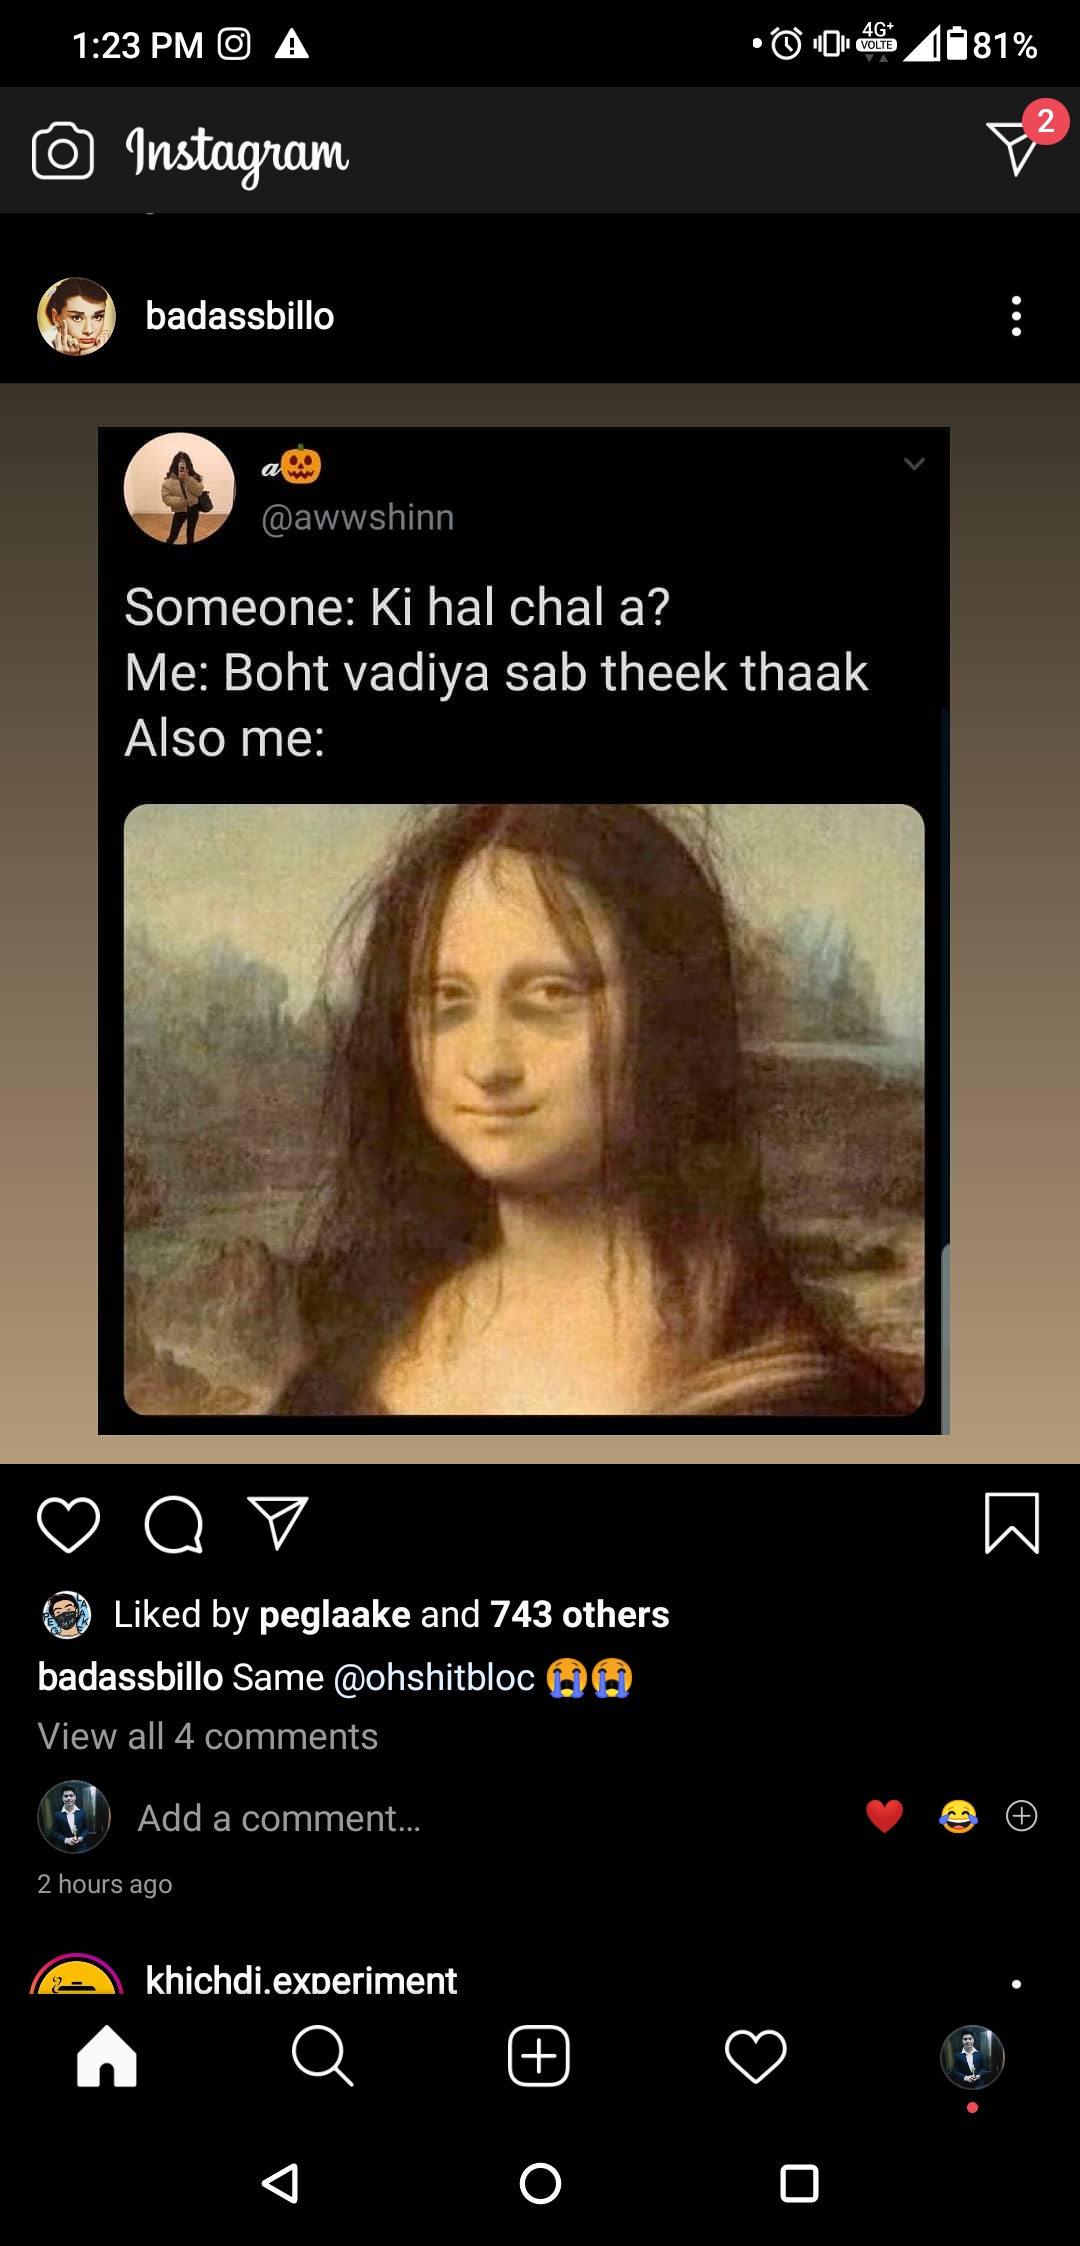 1:23 PM
4G+
VOLTE
81%
Instagram
2
badassbillo
a🎃
@awwshinn
Someone: Ki hal chal a?
Me: Boht vadiya sab theek thaak
Also me:
Liked by peglaake and 743 others
badassbillo Same @ohshitbloc 😭😭
View all 4 comments
Add a comment...
2 hours ago
khichdi.experiment